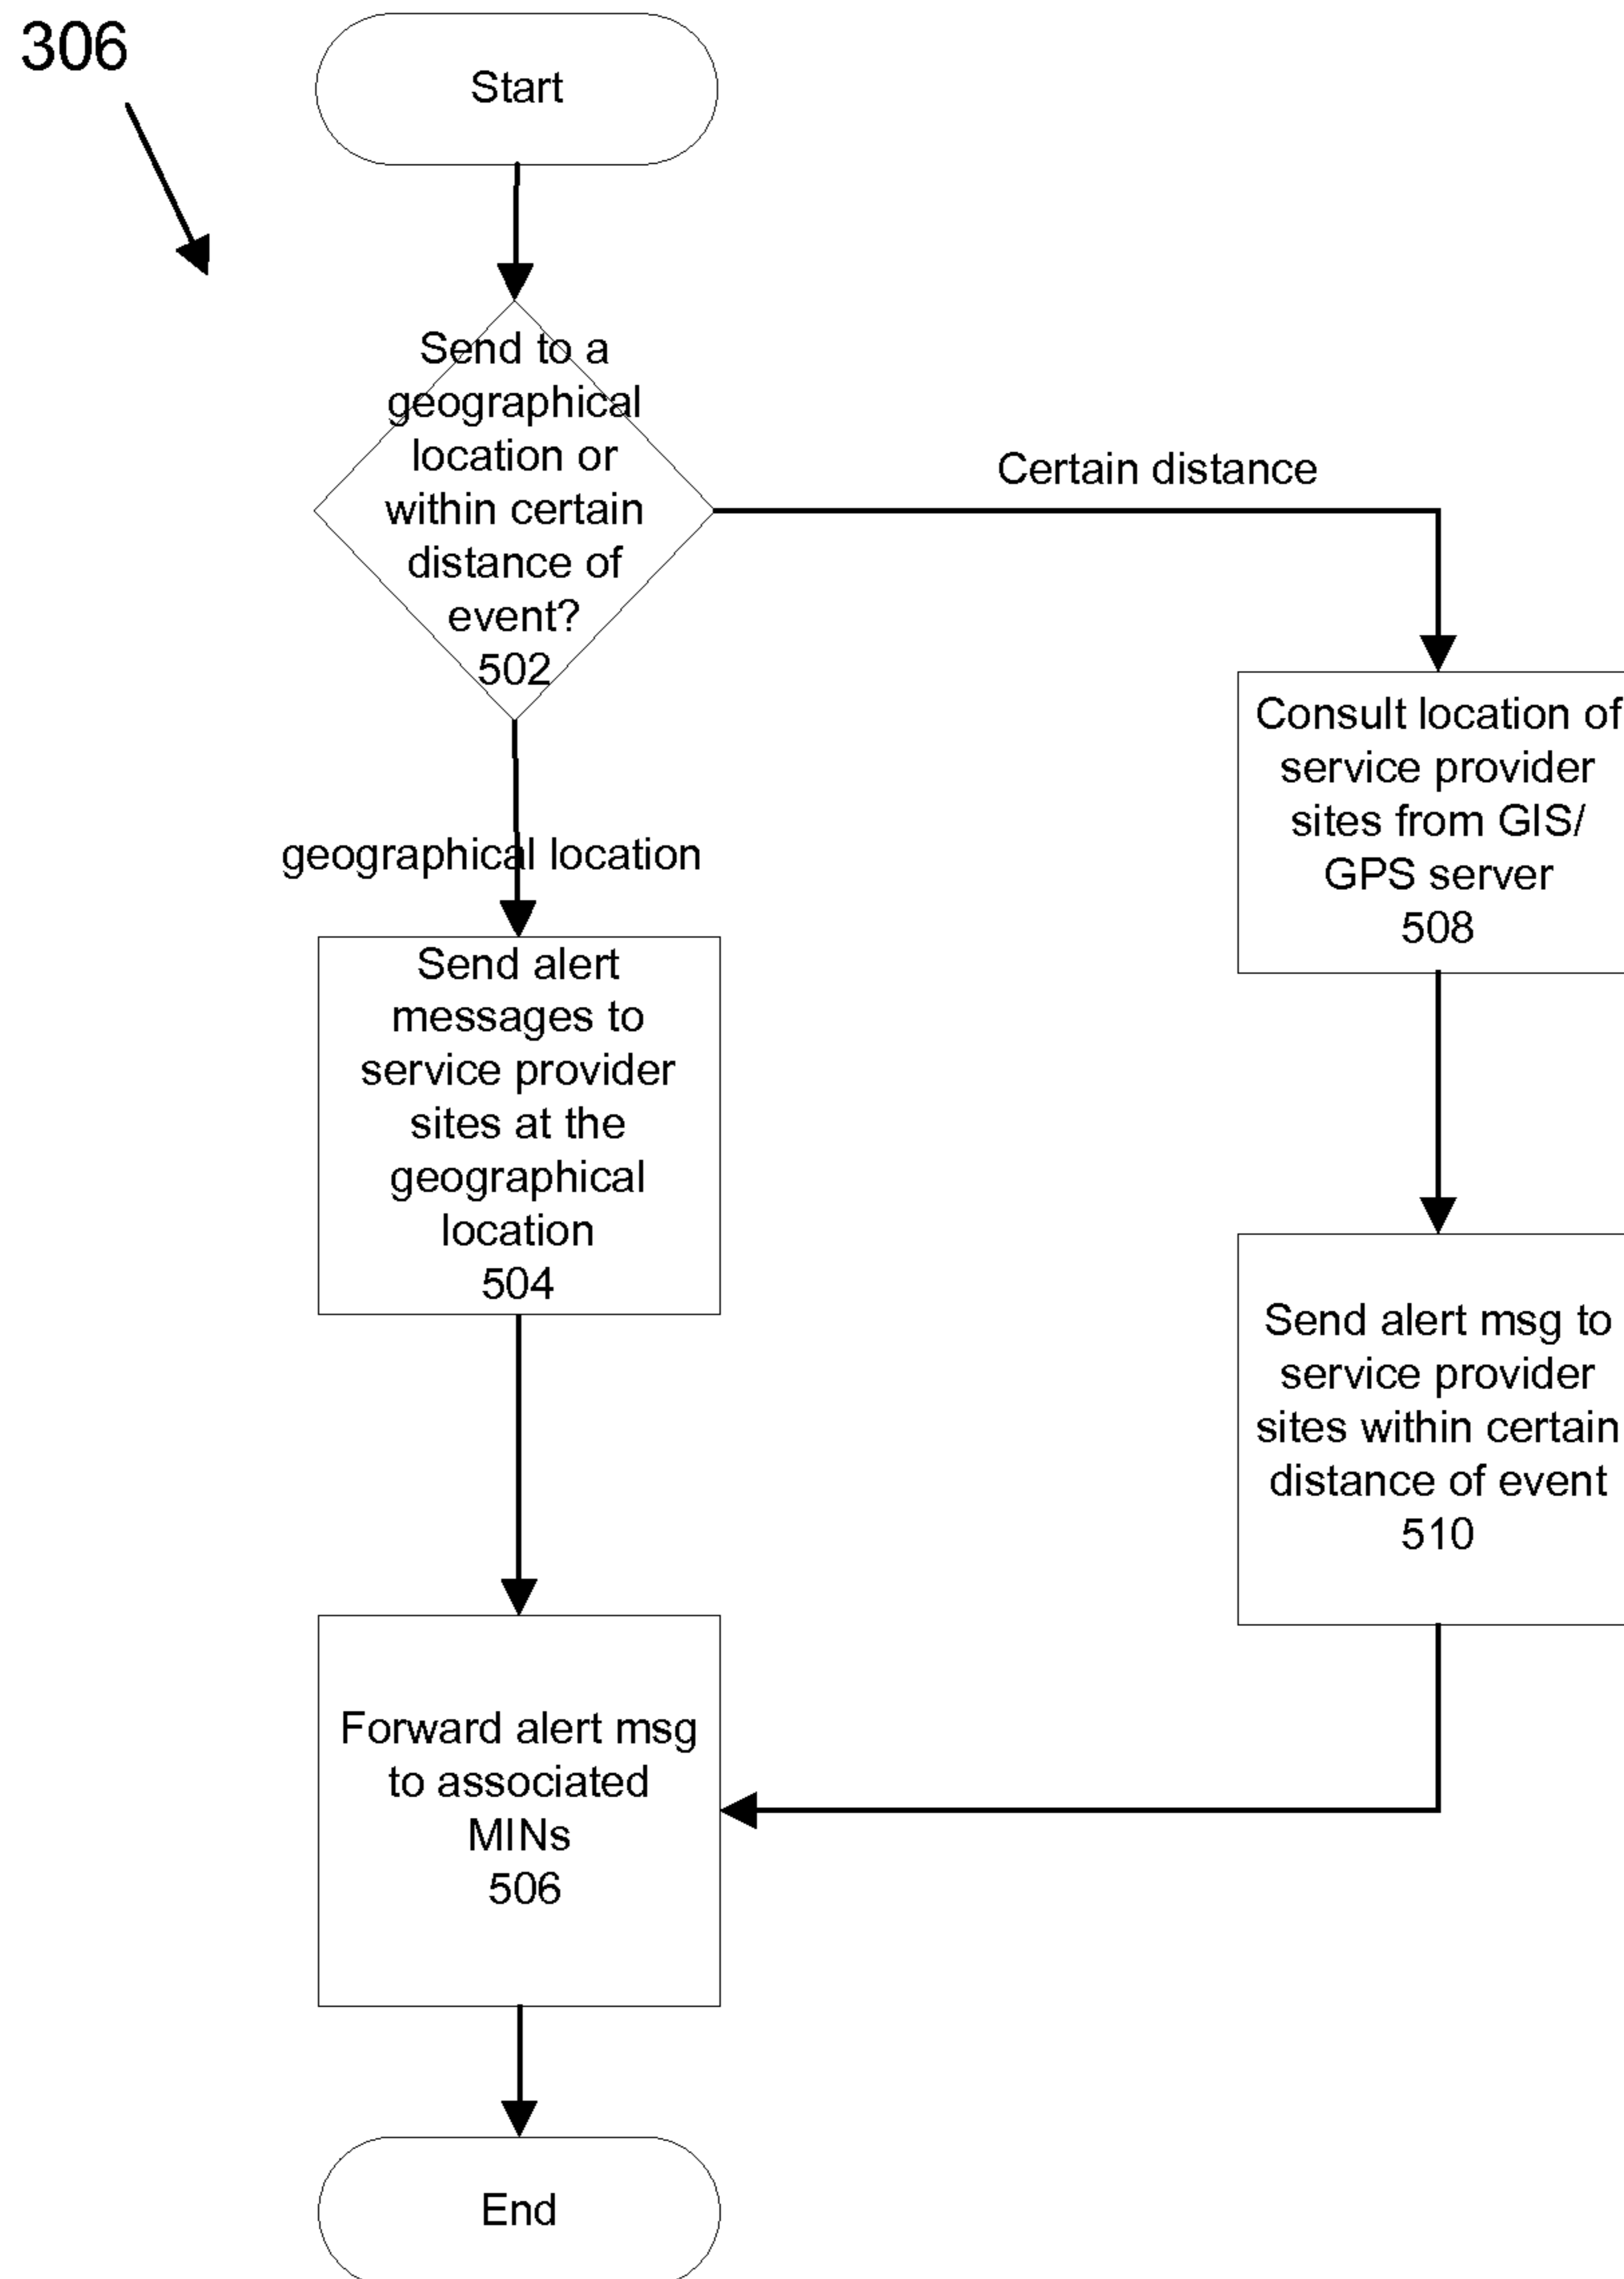 306
Start
Send to a
geographical
location or
within certain
distance of
event?
502
Certain distance
geographical location
Consult location of
service provider
sites from GIS/
GPS server
508
Send alert
messages to
service provider
sites at the
geographical
location
504
Send alert msg to
service provider
sites within certain
distance of event
510
Forward alert msg
to associated
MINs
506
End